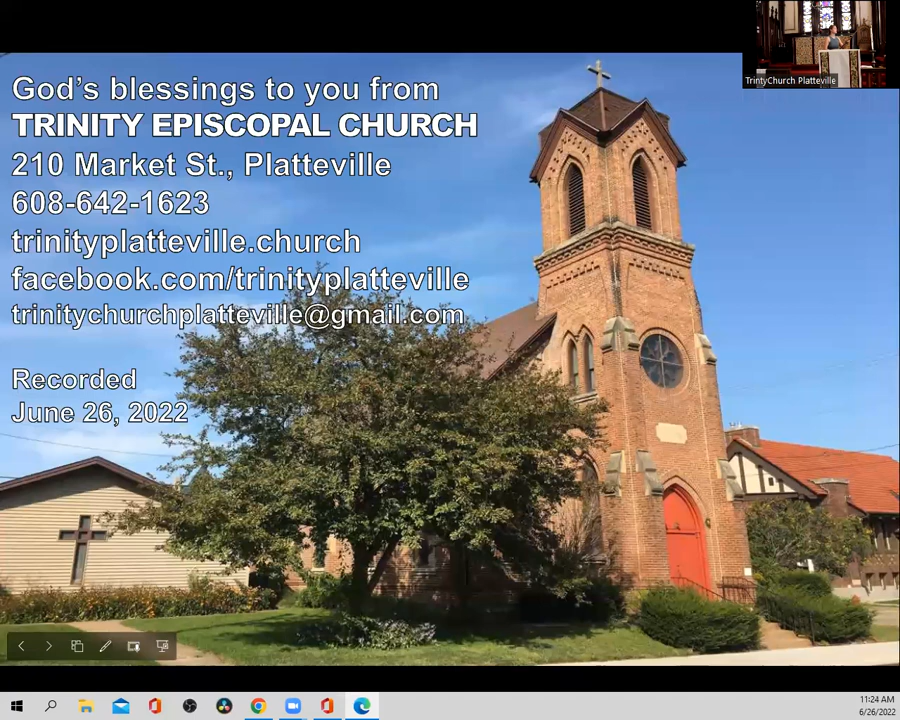 God's blessings to you from
TRINITY EPISCOPAL CHURCH
210 Market St., Platteville
608-642-1623
trinityplatteville.church
facebook.com/trinityplatteville
trinitychurchplatteville@gmail.com
Recorded
June 26, 2022
TrintyChurch Platteville
11:24 AM
6/26/2022